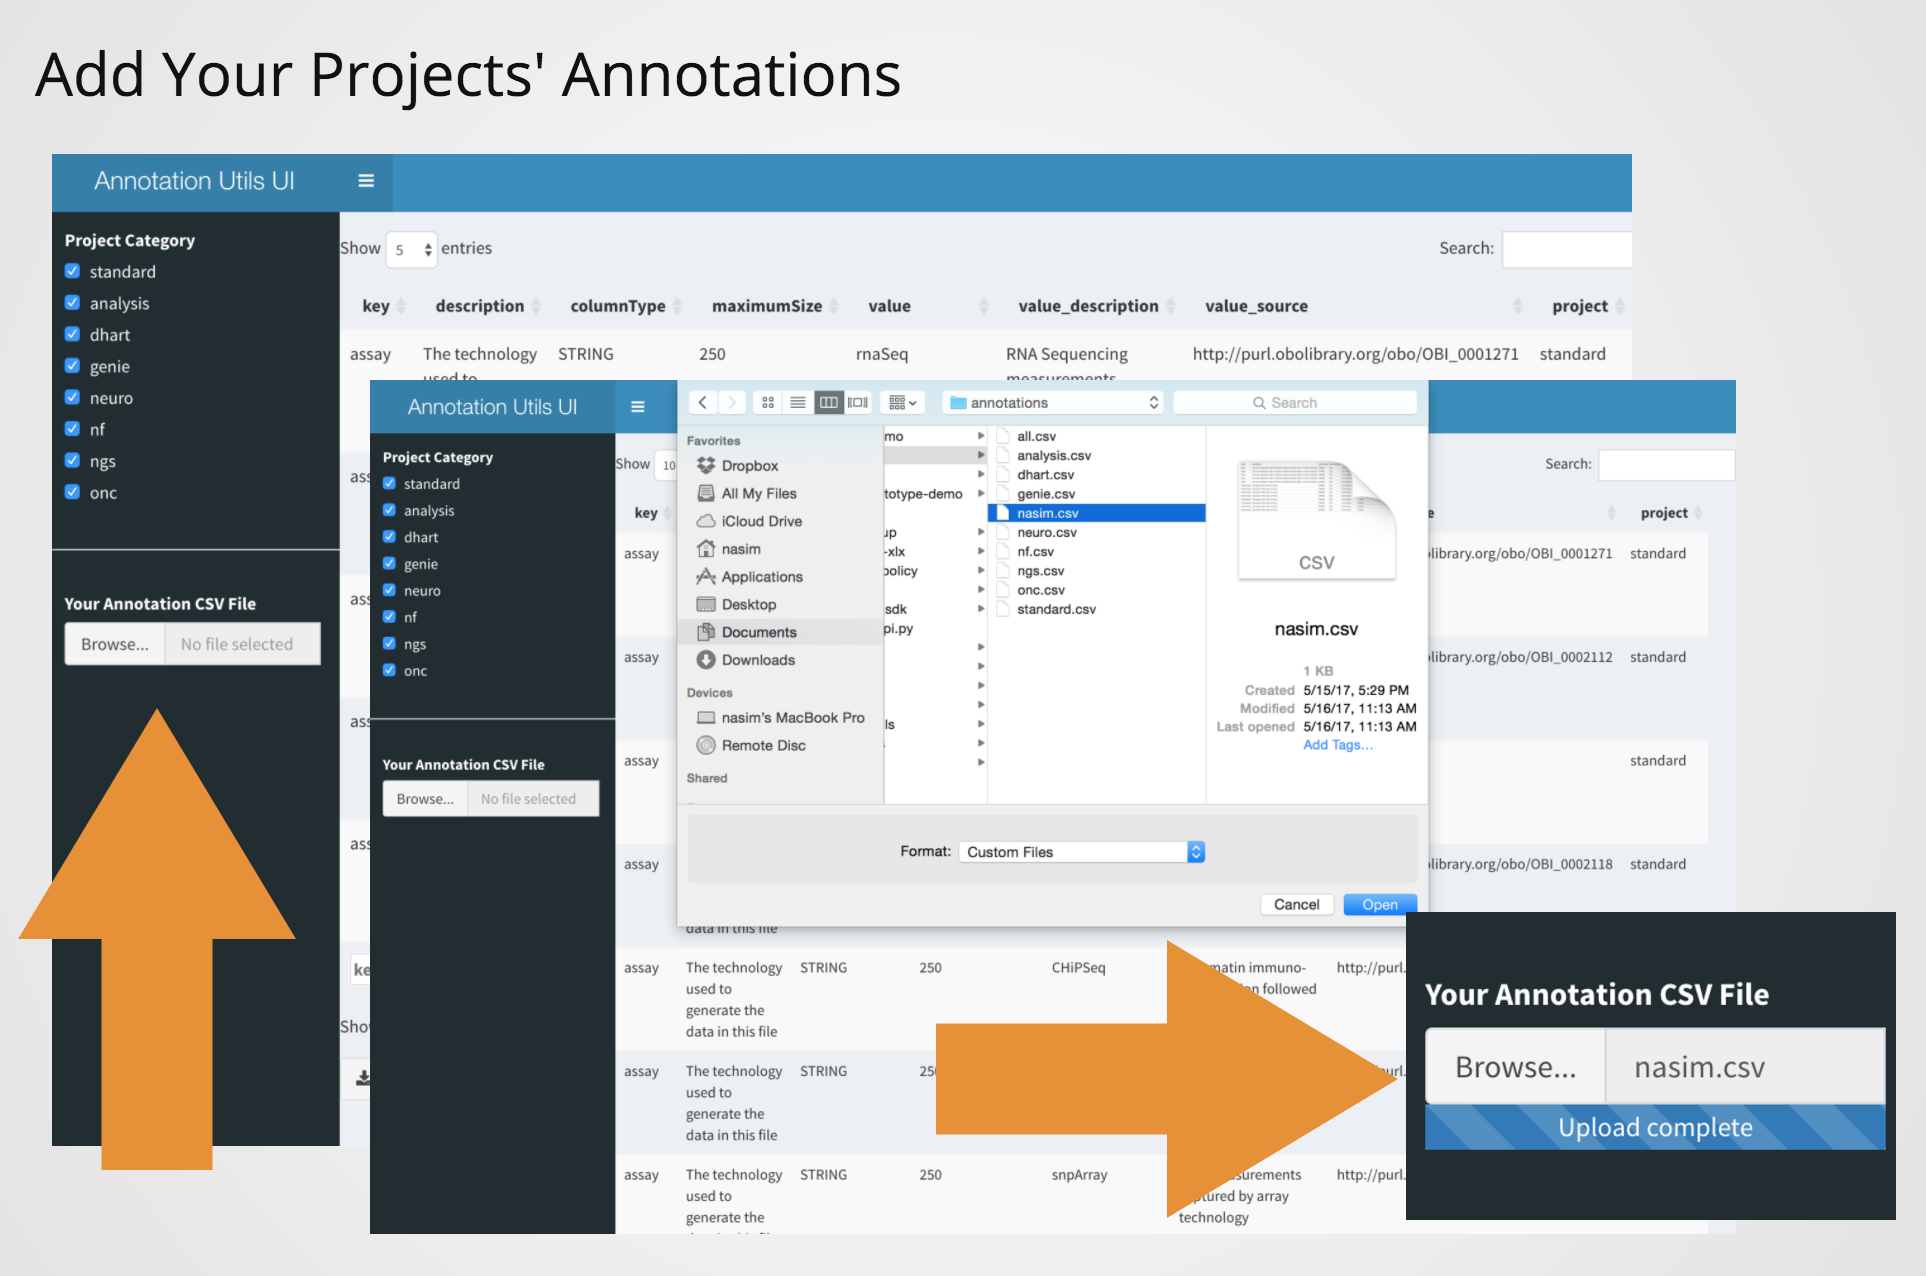 Add Your Projects' Annotations
Annotation Utils UI
Project Category
standard
analysis
dhart
genie
neuro
nf
ngs
onc
Your Annotation CSV File
Browse... No file selected
Show 5 entries
Search:
key description columnType maximumSize value value_description value_source project
assay The technology STRING 250 rnaSeq RNA Sequencing http://purl.obolibrary.org/obo/OBI_0001271 standard
used to measurements
ass
ass
ass
ass
ke
Sho
Annotation Utils UI
Project Category
standard
analysis
dhart
genie
neuro
nf
ngs
onc
Your Annotation CSV File
Browse... No file selected
Show 10
Search:
key e project
assay library.org/obo/OBI_0001271 standard
assay library.org/obo/OBI_0002112 standard
assay standard
assay library.org/obo/OBI_0002118 standard
data in this file
assay The technology STRING 250 CHiPSeq matin immuno- http://purl.
used to on followed
generate the
data in this file
assay The technology STRING 25 purl.
used to
generate the
data in this file
assay The technology STRING 250 snpArray surements http://purl.
used to tured by array
generate the technology
annotations
Search
Favorites
Dropbox
All My Files
iCloud Drive
nasim
Applications
Desktop
Documents
Downloads
Devices
nasim's MacBook Pro
Remote Disc
Shared
mo
totype-demo
up
-xlx
policy
sdk
pi.py
ls
all.csv
analysis.csv
dhart.csv
genie.csv
nasim.csv
neuro.csv
nf.csv
ngs.csv
onc.csv
standard.csv
CSV
nasim.csv
1 KB
Created 5/15/17, 5:29 PM
Modified 5/16/17, 11:13 AM
Last opened 5/16/17, 11:13 AM
Add Tags...
Format: Custom Files
Cancel Open
Your Annotation CSV File
Browse... nasim.csv
Upload complete